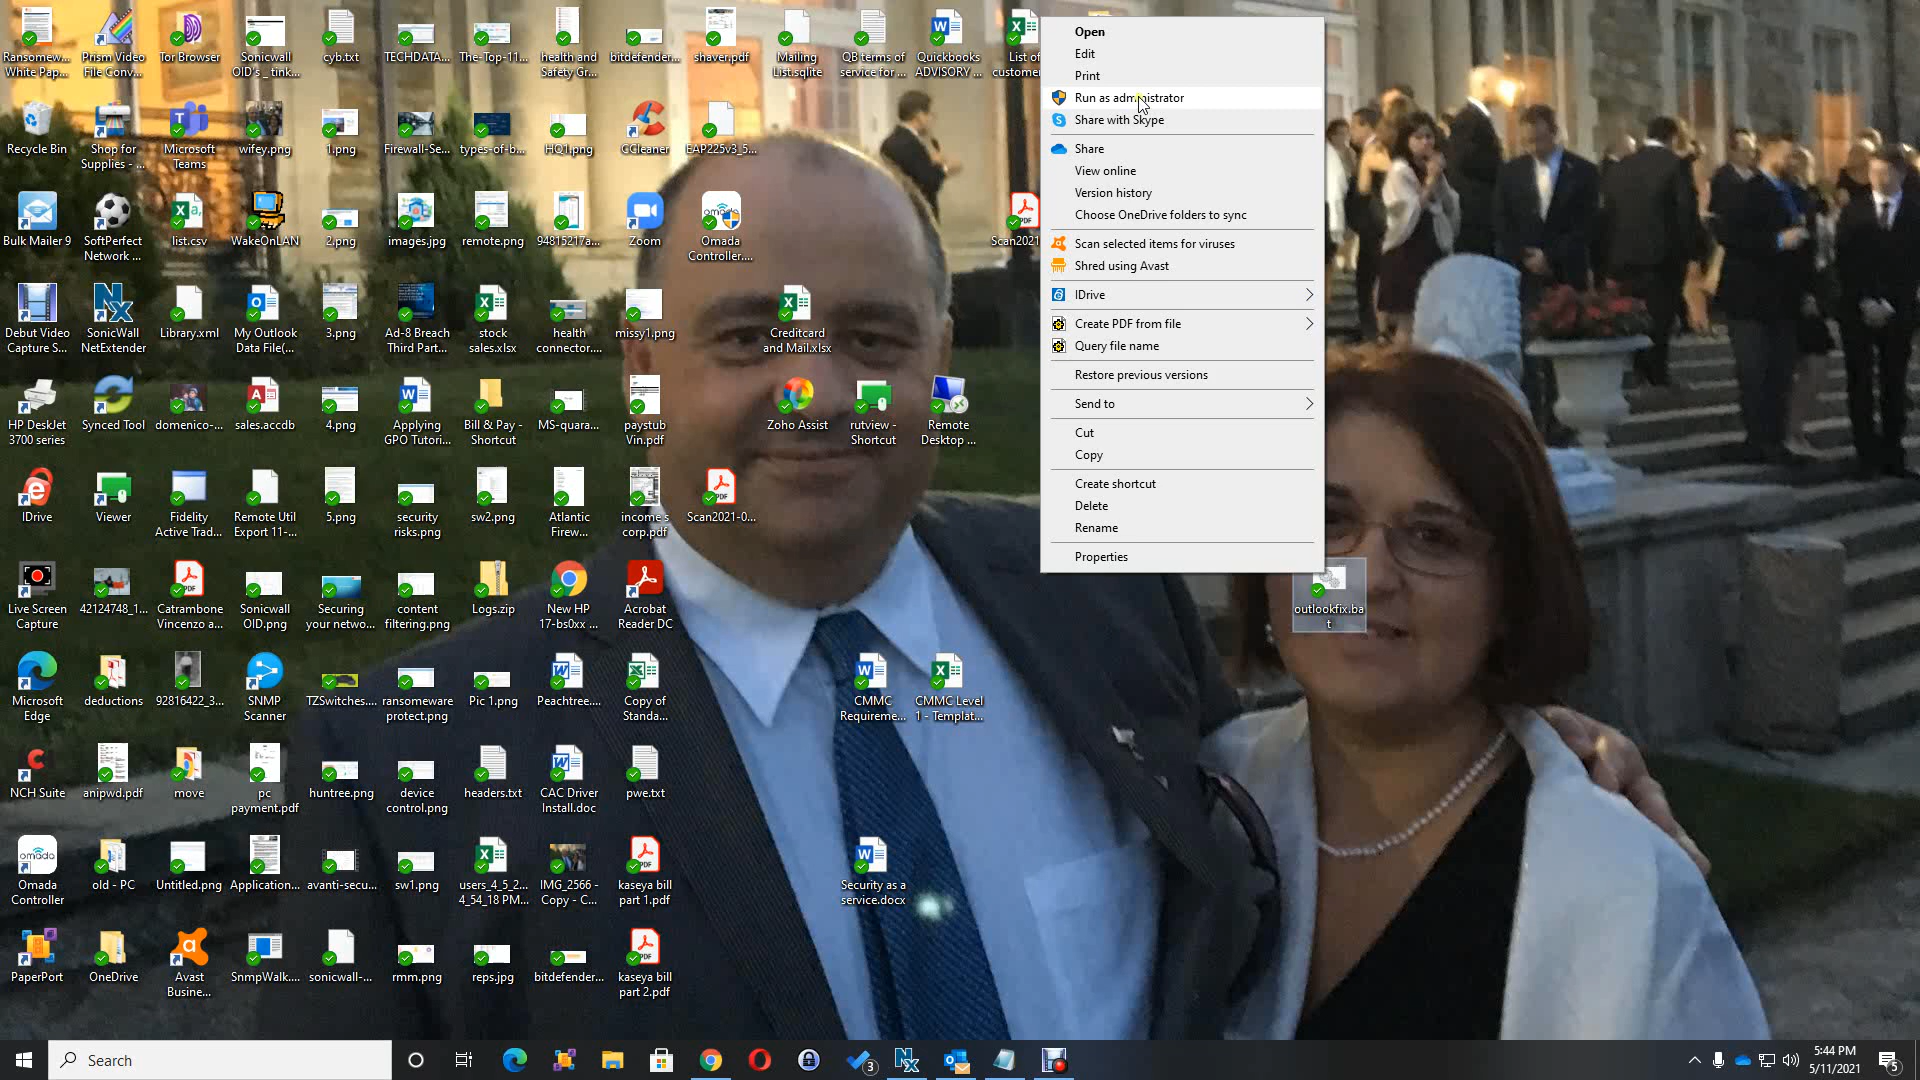 Ransomew...
White Pap...
Prism Video
File Conv...
Tor Browser
Sonicwall
OID's _ tink...
cyb.txt
TECHDATA...
The-Top-11...
health and
Safety Gr...
bitdefender...
shaver.pdf
Mailing
List.sqlite
QB terms of
service for ...
Quickbooks
ADVISORY ...
List of
custome
Recycle Bin
Shop for
Supplies - ...
Microsoft
Teams
wifey.png
1.png
Firewall-Se...
types-of-b...
HQ1.png
CCleaner
EAP225v3_5...
Bulk Mailer 9
SoftPerfect
Network ...
list.csv
WakeOnLAN
2.png
images.jpg
remote.png
94815217a...
Zoom
Omada
Controller....
Scan2021
Debut Video
Capture S...
SonicWall
NetExtender
Library.xml
My Outlook
Data File(...
3.png
Ad-8 Breach
Third Part...
stock
sales.xlsx
health
connector....
missy1.png
Creditcard
and Mail.xlsx
HP DeskJet
3700 series
Synced Tool
domenico-...
sales.accdb
4.png
Applying
GPO Tutori...
Bill & Pay -
Shortcut
MS-quara...
paystub
Vin.pdf
Zoho Assist
rutview -
Shortcut
Remote
Desktop ...
IDrive
Viewer
Fidelity
Active Trad...
Remote Util
Export 11-...
5.png
security
risks.png
sw2.png
Atlantic
Firew...
income s
corp.pdf
Scan2021-0...
Live Screen
Capture
42124748_1...
Catrambone
Vincenzo a...
Sonicwall
OID.png
Securing
your netwo...
content
filtering.png
Logs.zip
New HP
17-bs0xx ...
Acrobat
Reader DC
outlookfix.ba
t
Microsoft
Edge
deductions
92816422_3...
SNMP
Scanner
TZSwitches....
ransomeware
protect.png
Pic 1.png
Peachtree....
Copy of
Standa...
CMMC
Requireme...
CMMC Level
1 - Templat...
NCH Suite
anipwd.pdf
move
pc
payment.pdf
huntree.png
device
control.png
headers.txt
CAC Driver
Install.doc
pwe.txt
Omada
Controller
old - PC
Untitled.png
Application...
avanti-secu...
sw1.png
users_4_5_2...
4_54_18 PM...
IMG_2566 -
Copy - C...
kaseya bill
part 1.pdf
Security as a
service.docx
PaperPort
OneDrive
Avast
Busine...
SnmpWalk....
sonicwall-...
rmm.png
reps.jpg
bitdefender...
kaseya bill
part 2.pdf
Open
Edit
Print
Run as administrator
Share with Skype
Share
View online
Version history
Choose OneDrive folders to sync
Scan selected items for viruses
Shred using Avast
IDrive
Create PDF from file
Query file name
Restore previous versions
Send to
Cut
Copy
Create shortcut
Delete
Rename
Properties
Search
3
5:44 PM
5/11/2021
5